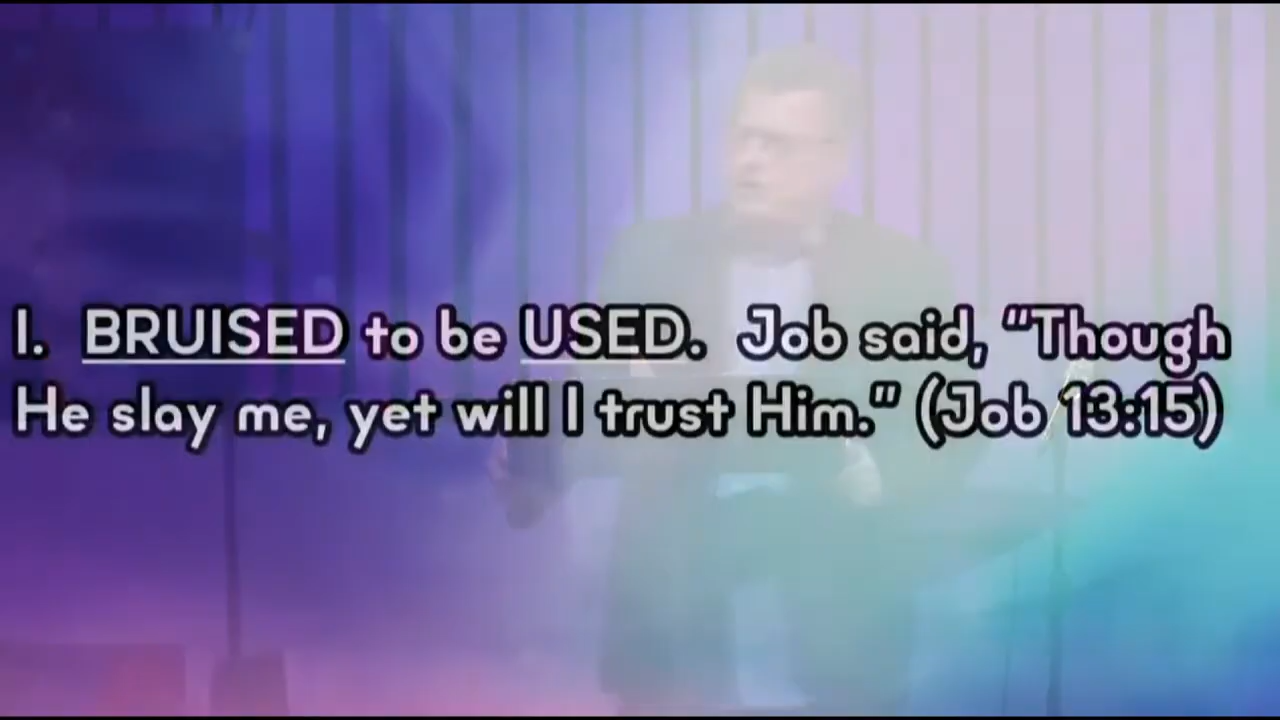 I. BRUISED to be USED. Job said, “Though
He slay me, yet will I trust Him.” (Job 13:15)